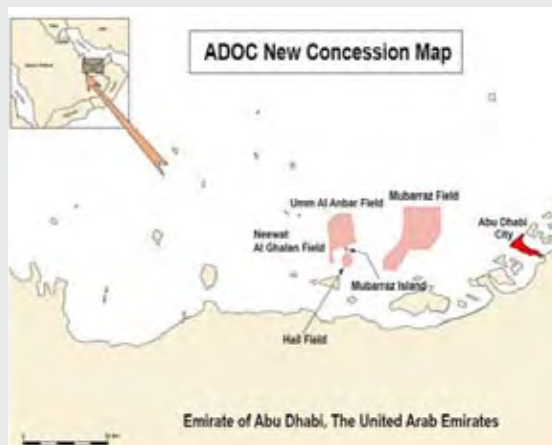 ADOC New Concession Map
Umm Al Anbar Field
Mubarraz Field
Neewat
Al Ghalan Field
Abu Dhabi
City
Mubarraz Island
Hail Field
Emirate of Abu Dhabi, The United Arab Emirates